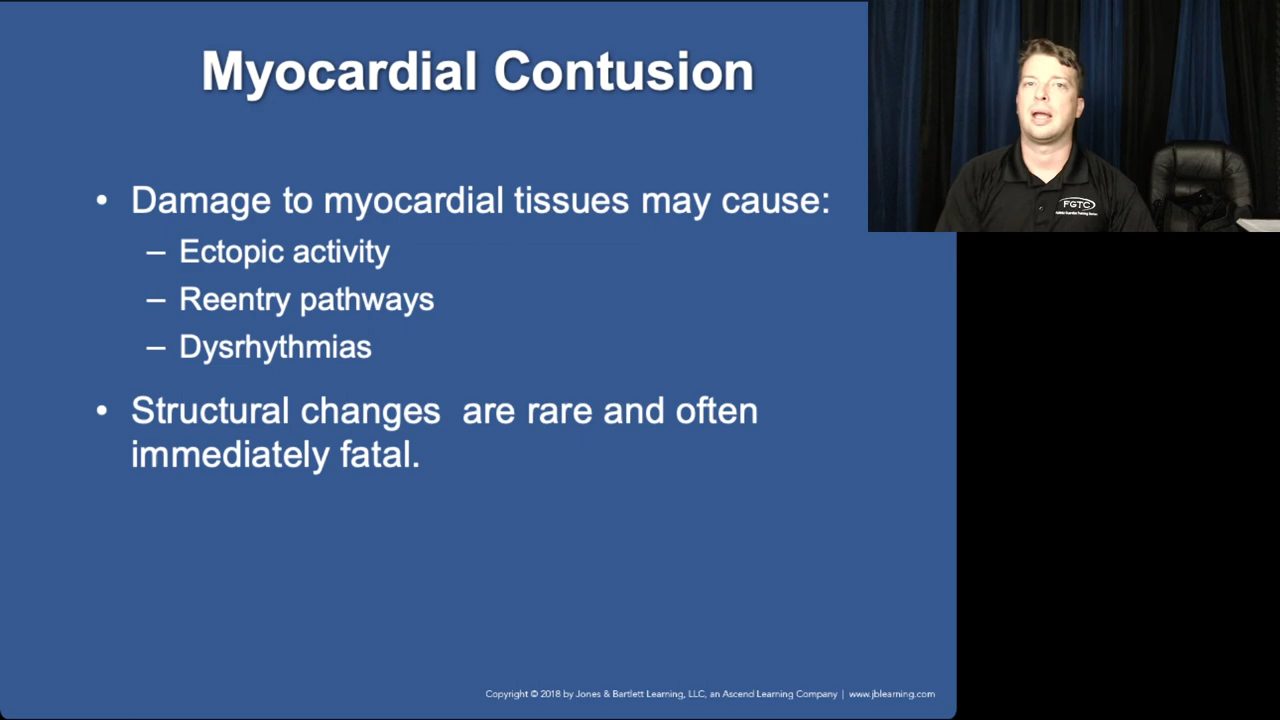 Myocardial Contusion
• Damage to myocardial tissues may cause:
– Ectopic activity
– Reentry pathways
– Dysrhythmias
• Structural changes are rare and often
immediately fatal.
Copyright © 2018 by Jones & Bartlett Learning, LLC, an Ascend Learning Company | www.jblearning.com
FGTC